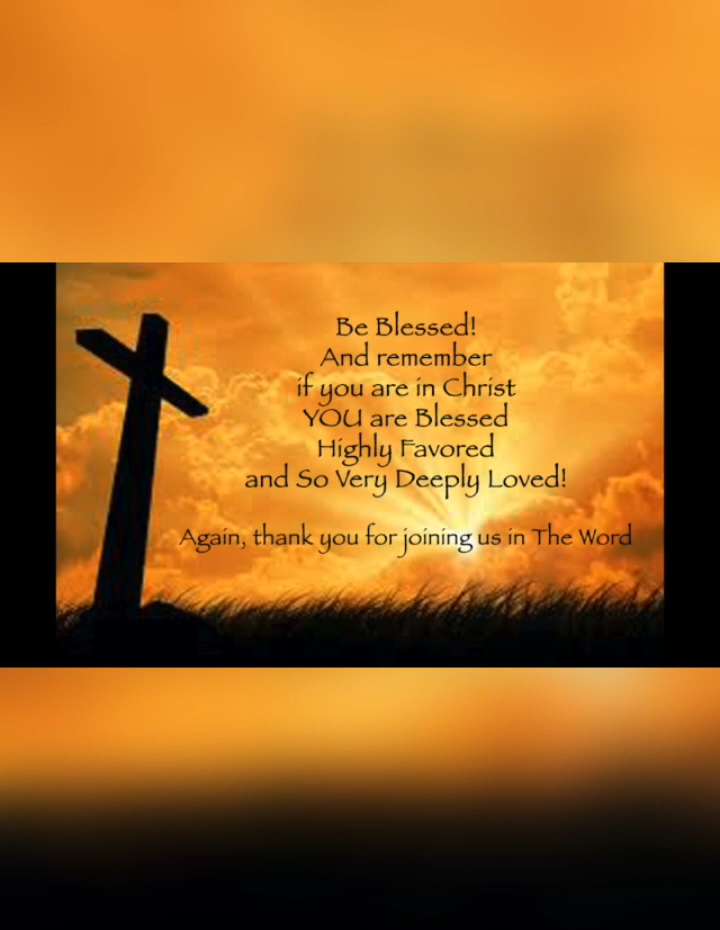 Be Blessed!
And remember
if you are in Christ
YOU are Blessed
Highly Favored
and So Very Deeply Loved!
Again, thank you for joining us in The Word